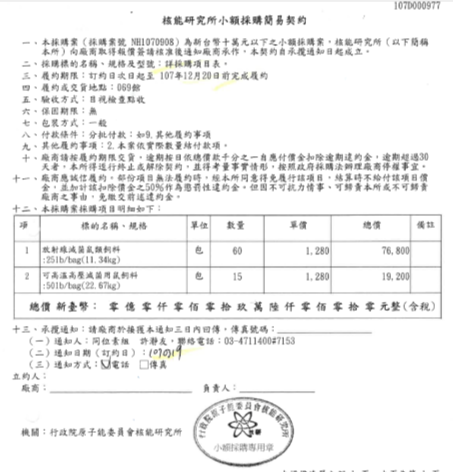 107D000977
核能研究所小額採購簡易契約
一、本採購案(採購案號 NH1070908)為新台幣十萬元以下之小額採購案,核能研究所(以下簡稱
本所)向廠商取得報價並請核准後通知廠商承作,本契約自承攬通知日起成立。
二、採購標的名稱、規格及型號:詳採購項目表。
三、履約期限:訂約日次日起至 107年12月20日前完成履約
四、履約或交貨地點:069館
五、驗收方式:目視檢查點收
六、保固期限:無
七、包裝方式:一般
八、付款條件:分批付款:如9.其他履約事項
九、其他履約事項:2.本案依實際數量結付款項。
十、廠商請按履約期限交貨,逾期按日依總價款千分之一自應付價金扣除逾期違約金,逾期超過30
天者,本所得逕行終止或解除契約,且得考量事實情形,按照政府採購法辦理廠商停權事宜。
十一、廠商應誠信履約,部份項目無法履約時,經本所同意得免履行該項目,結算時不給付該項目價
金,並加計該扣除價金之50%作為懲罰性違約金。但因不可抗力情事、可歸責本所或不可歸責
廠商之事由,免繳交前述違約金。
十二、本採購案採購項目明細如下:
項 標的名稱、規格 單位 數量 單價 總價 備註
1 放射線滅菌鼠類飼料 包 60 1,280 76,800
:25lb/bag(11.34kg)
2 可高溫高壓滅菌用鼠飼料 包 15 1,280 19,200
:50lb/bag(22.67kg)
總價 新臺幣: 零 億 零 仟 零 佰 零 拾 玖 萬 陸 仟 零 佰 零 拾 零 元整(含稅)
十三、承攬通知:請廠商於接獲本通知三日內回傳,傳真號碼:
(一)通知人:同位素組 許瀞友,聯絡電話:03-4711400#7153
(二)通知日期(訂約日):
(三)通知方式:☑電話 □傳真
立約人:
廠商: 負責人:
機關:行政院原子能委員會核能研究所
行政院原子能委員會核能研究所
小額採購專用章